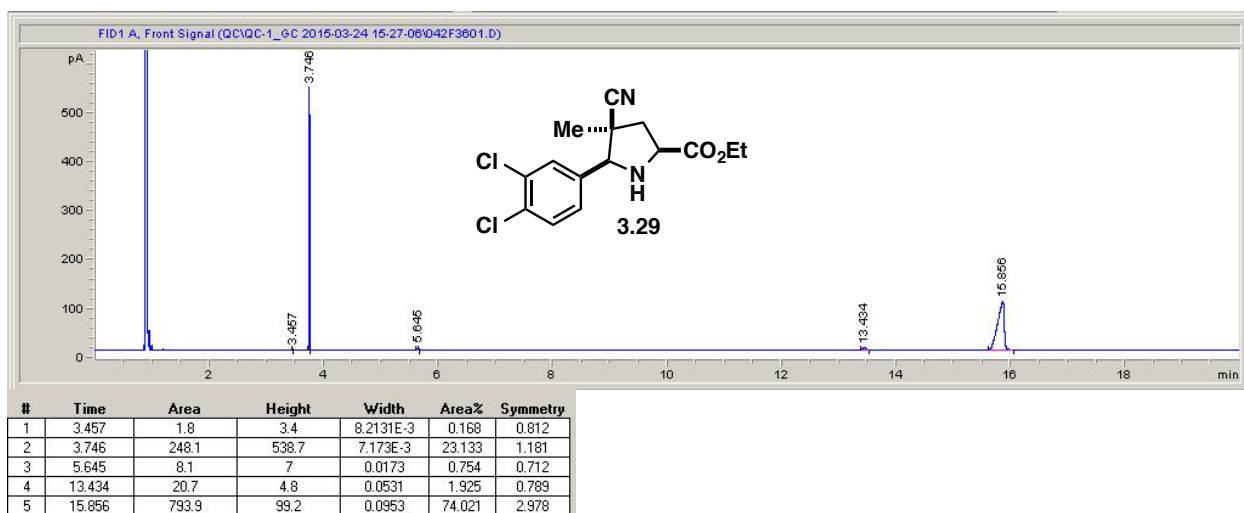 FID1 A, Front Signal (QC\QC-1_GC 2015-03-24 15-27-06\042F3601.D)
pA
500
400
300
200
100
0
3.457
3.746
5.645
13.434
15.856
CN
Me
CO2Et
Cl
N
H
Cl
3.29
2 4 6 8 10 12 14 16 18 min
# Time Area Height Width Area% Symmetry
1 3.457 1.8 3.4 8.2131E-3 0.168 0.812
2 3.746 248.1 538.7 7.173E-3 23.133 1.181
3 5.645 8.1 7 0.0173 0.754 0.712
4 13.434 20.7 4.8 0.0531 1.925 0.789
5 15.856 793.9 99.2 0.0953 74.021 2.978